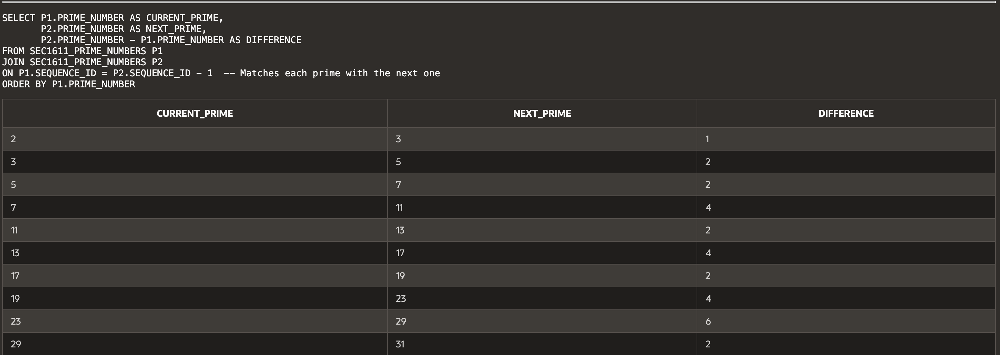 SELECT P1.PRIME_NUMBER AS CURRENT_PRIME,
       P2.PRIME_NUMBER AS NEXT_PRIME,
       P2.PRIME_NUMBER - P1.PRIME_NUMBER AS DIFFERENCE
FROM SEC1611_PRIME_NUMBERS P1
JOIN SEC1611_PRIME_NUMBERS P2
ON P1.SEQUENCE_ID = P2.SEQUENCE_ID - 1  -- Matches each prime with the next one
ORDER BY P1.PRIME_NUMBER
CURRENT_PRIME NEXT_PRIME DIFFERENCE
2 3 1
3 5 2
5 7 2
7 11 4
11 13 2
13 17 4
17 19 2
19 23 4
23 29 6
29 31 2